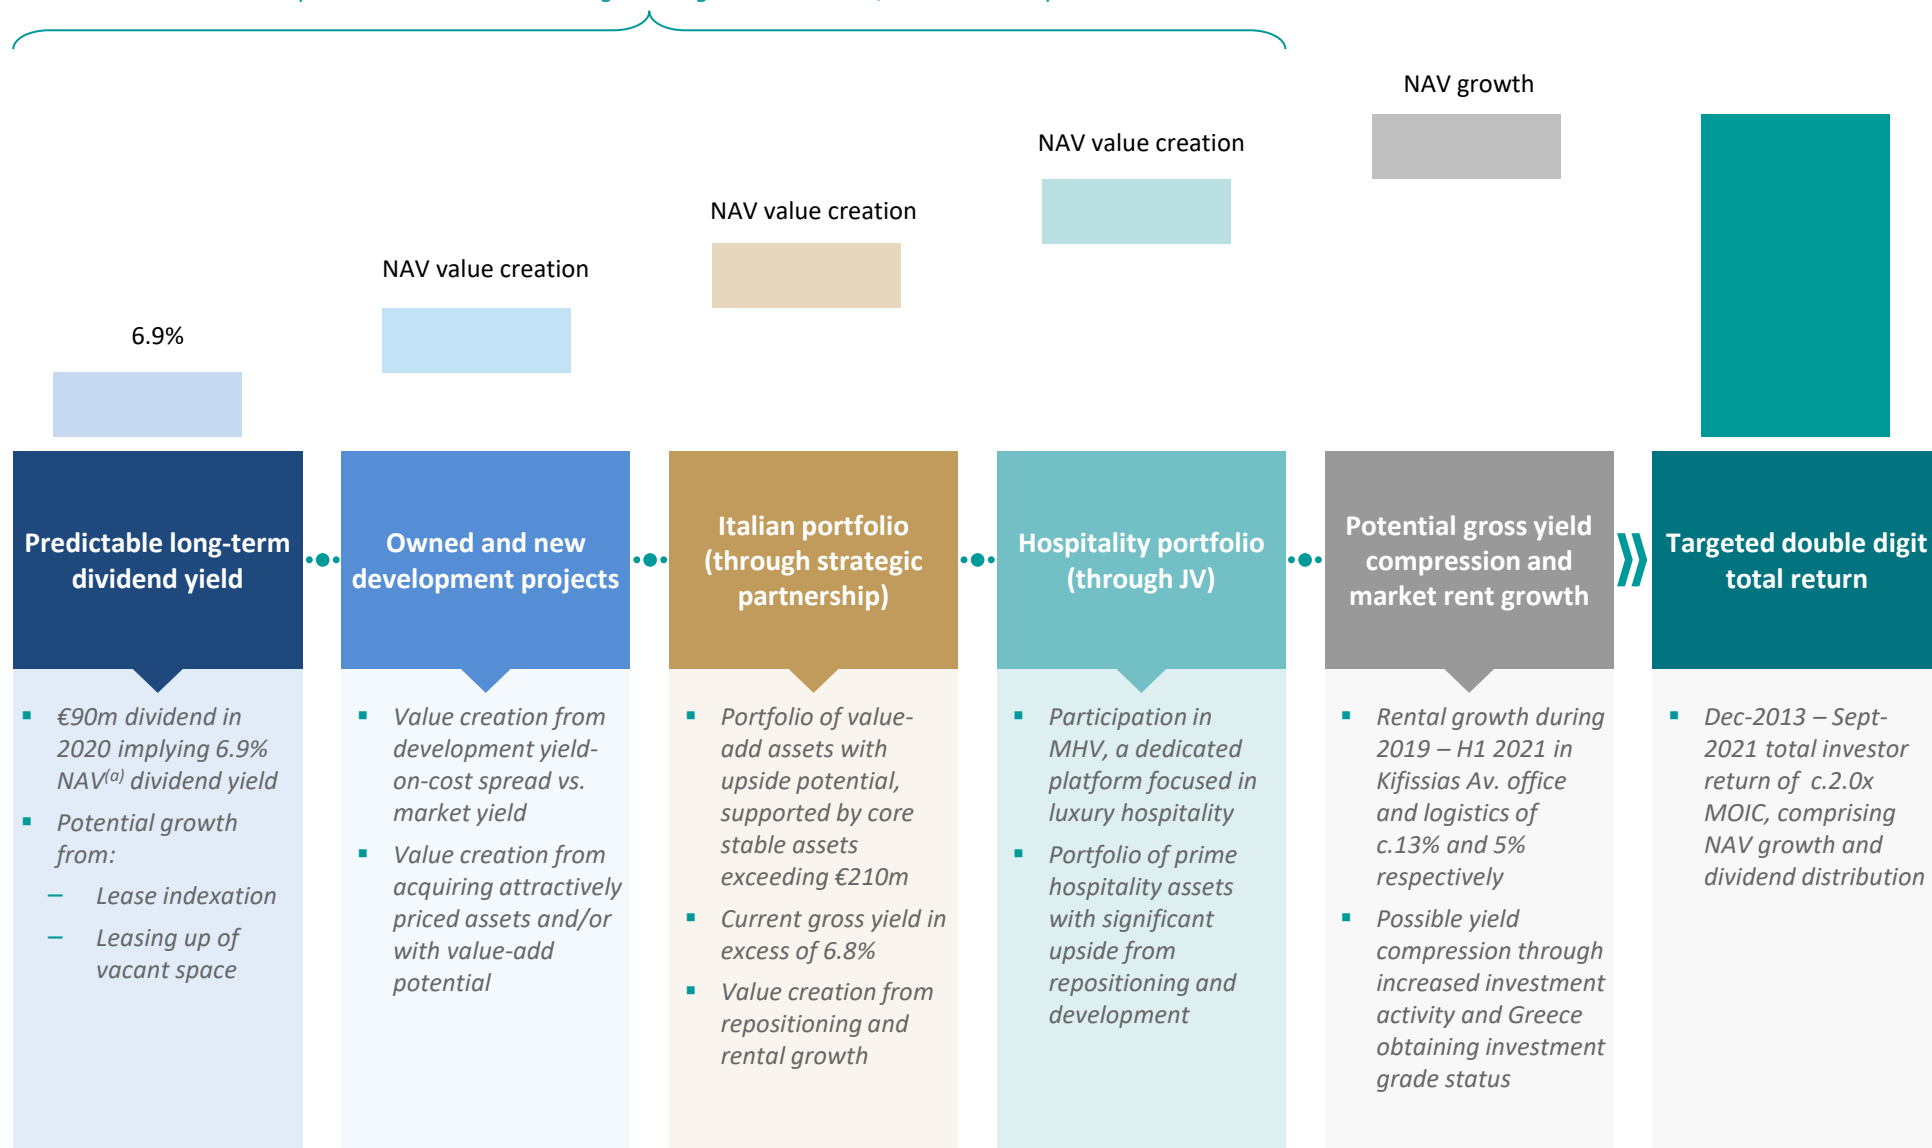 NAV growth
NAV value creation
NAV value creation
NAV value creation
6.9%
Predictable long-term
dividend yield
Owned and new
development projects
Italian portfolio
(through strategic
partnership)
Hospitality portfolio
(through JV)
Potential gross yield
compression and
market rent growth
Targeted double digit
total return
▪ €90m dividend in
2020 implying 6.9%
NAV(a) dividend yield
▪ Potential growth
from:
– Lease indexation
– Leasing up of
vacant space
▪ Value creation from
development yield-
on-cost spread vs.
market yield
▪ Value creation from
acquiring attractively
priced assets and/or
with value-add
potential
▪ Portfolio of value-
add assets with
upside potential,
supported by core
stable assets
exceeding €210m
▪ Current gross yield in
excess of 6.8%
▪ Value creation from
repositioning and
rental growth
▪ Participation in
MHV, a dedicated
platform focused in
luxury hospitality
▪ Portfolio of prime
hospitality assets
with significant
upside from
repositioning and
development
▪ Rental growth during
2019 – H1 2021 in
Kifissias Av. office
and logistics of
c.13% and 5%
respectively
▪ Possible yield
compression through
increased investment
activity and Greece
obtaining investment
grade status
▪ Dec-2013 – Sept-
2021 total investor
return of c.2.0x
MOIC, comprising
NAV growth and
dividend distribution